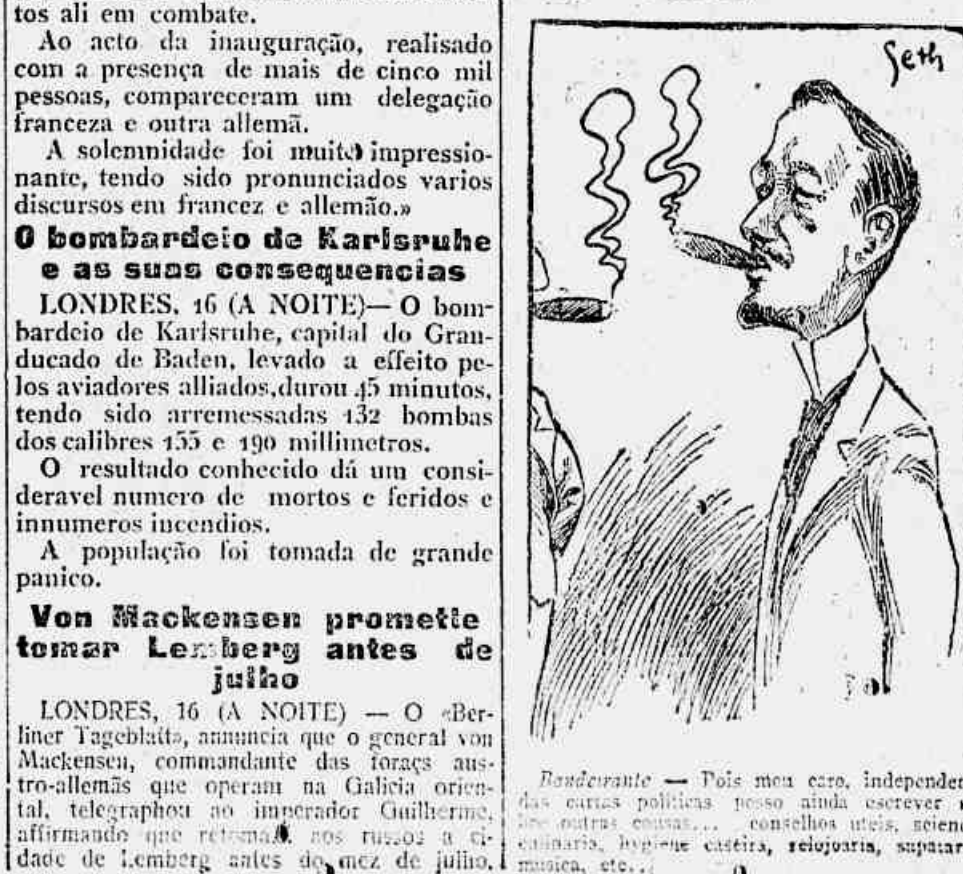 tos ali em combate.
Ao acto da inauguração, realisado
com a presença de mais de cinco mil
pessoas, compareceram um delegação
franceza e outra allemã.
A solemnidade foi muito impressio-
nante, tendo sido pronunciados varios
discursos em francez e allemão.»
O bombardeio de Karlsruhe
e as suas consequencias
LONDRES, 16 (A NOITE)— O bom-
bardeio de Karlsruhe, capital do Gran-
ducado de Baden, levado a effeito pe-
los aviadores alliados,durou 45 minutos,
tendo sido arremessadas 132 bombas
dos calibres 155 e 190 millimetros.
O resultado conhecido dá um consi-
deravel numero de mortos e feridos e
innumeros incendios.
A população foi tomada de grande
panico.
Von Mackensen promette
tomar Lemberg antes de
julho
LONDRES, 16 (A NOITE) — O «Ber-
liner Tageblatt», annuncia que o general von
Mackensen, commandante das foraçs aus-
tro-allemãs que operam na Galicia orien-
tal, telegraphou ao imperador Guilherme,
affirmando que aos russos a ci-
dade de Lemberg antes do mez de julho.
Seth
Bandeirante — Pois meu caro, independen
das cartas politicas posso ainda escrever
outras cousas... conselhos uteis, scienc
culinaria, hygiene caseira, relojoaria, sapatar
musica, etc...